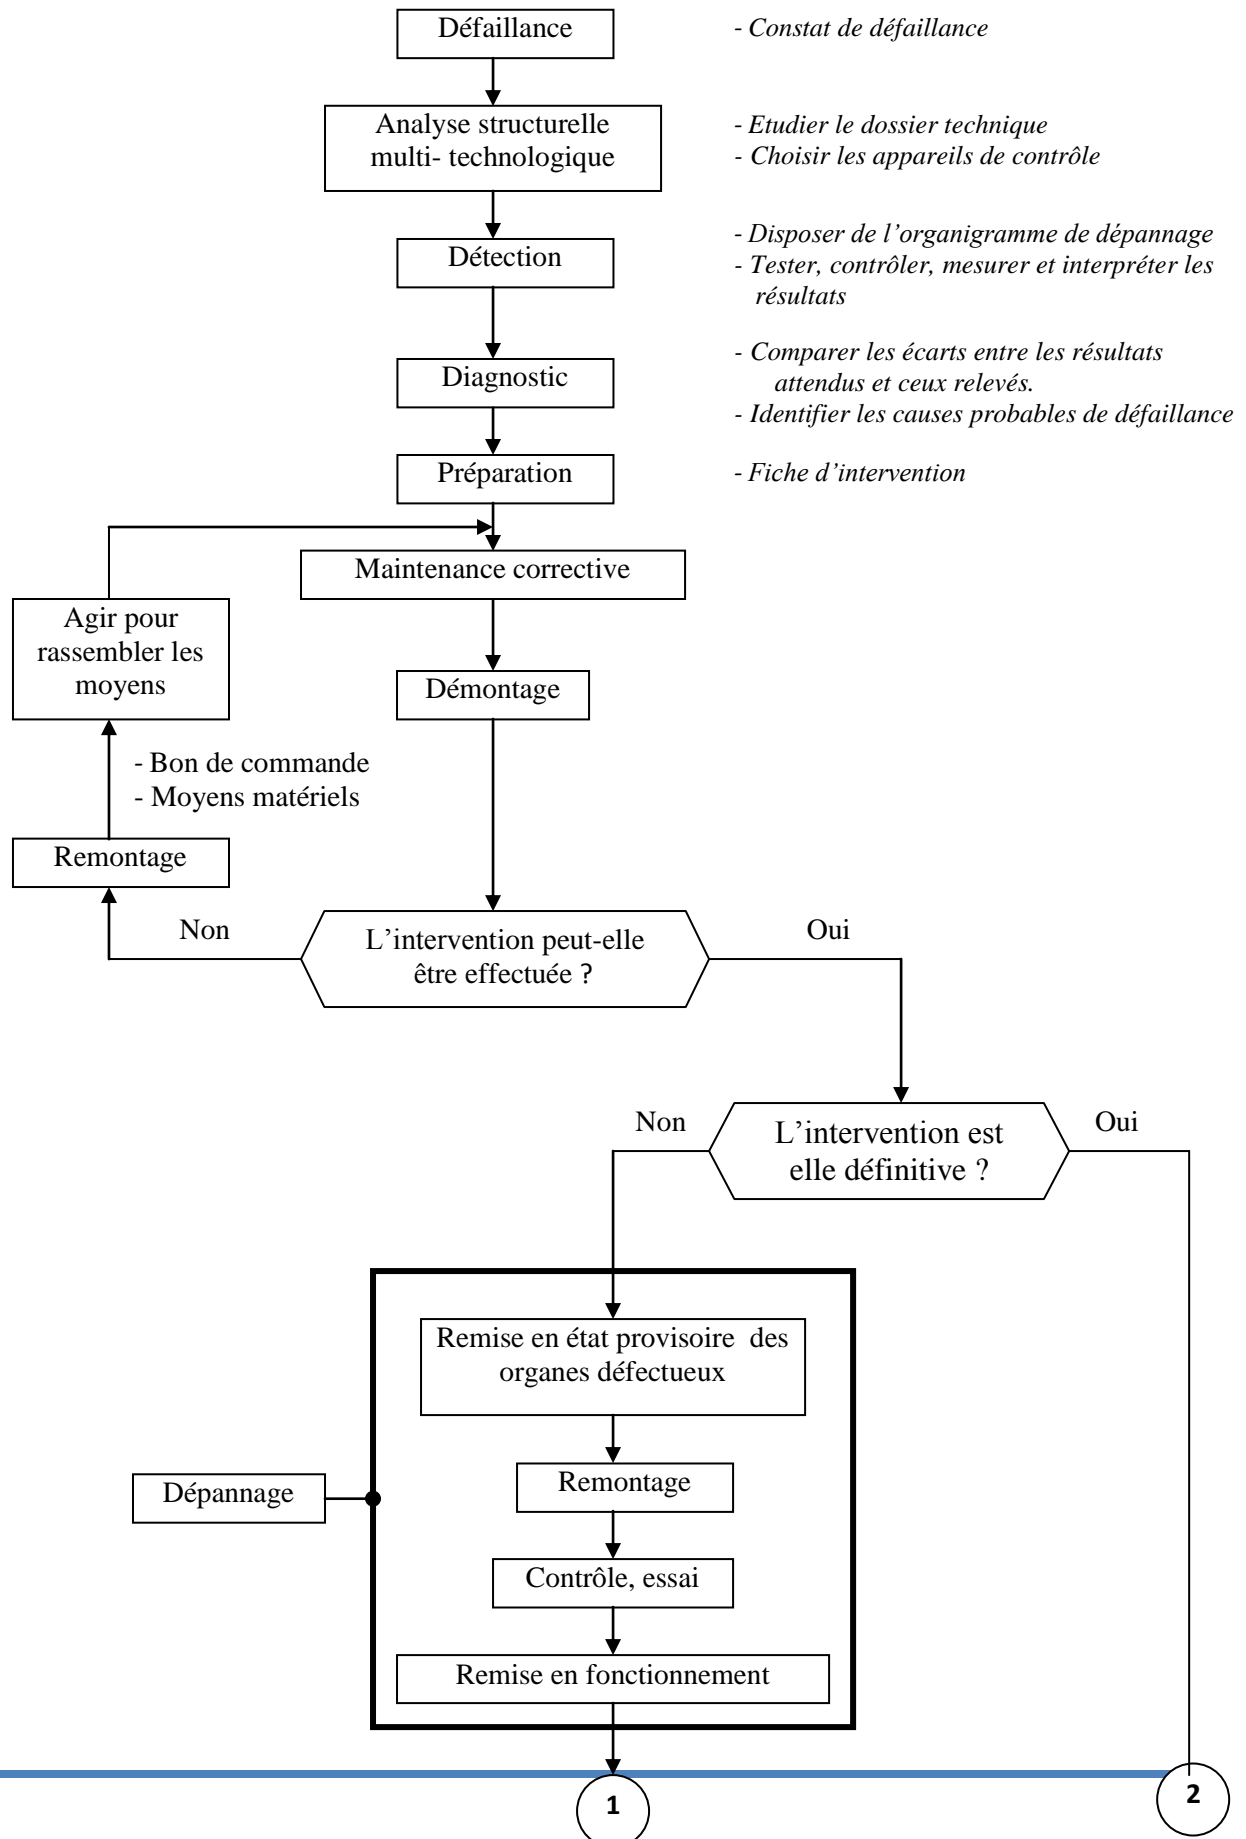 Défaillance
- Constat de défaillance
Analyse structurelle
multi- technologique
- Etudier le dossier technique
- Choisir les appareils de contrôle
Détection
- Disposer de l’organigramme de dépannage
- Tester, contrôler, mesurer et interpréter les
résultats
Diagnostic
- Comparer les écarts entre les résultats
attendus et ceux relevés.
- Identifier les causes probables de défaillance
Préparation
- Fiche d’intervention
Maintenance corrective
Agir pour
rassembler les
moyens
Démontage
- Bon de commande
- Moyens matériels
Remontage
Non
L’intervention peut-elle
être effectuée ?
Oui
Non
L’intervention est
elle définitive ?
Oui
Remise en état provisoire des
organes défectueux
Dépannage
Remontage
Contrôle, essai
Remise en fonctionnement
1
2